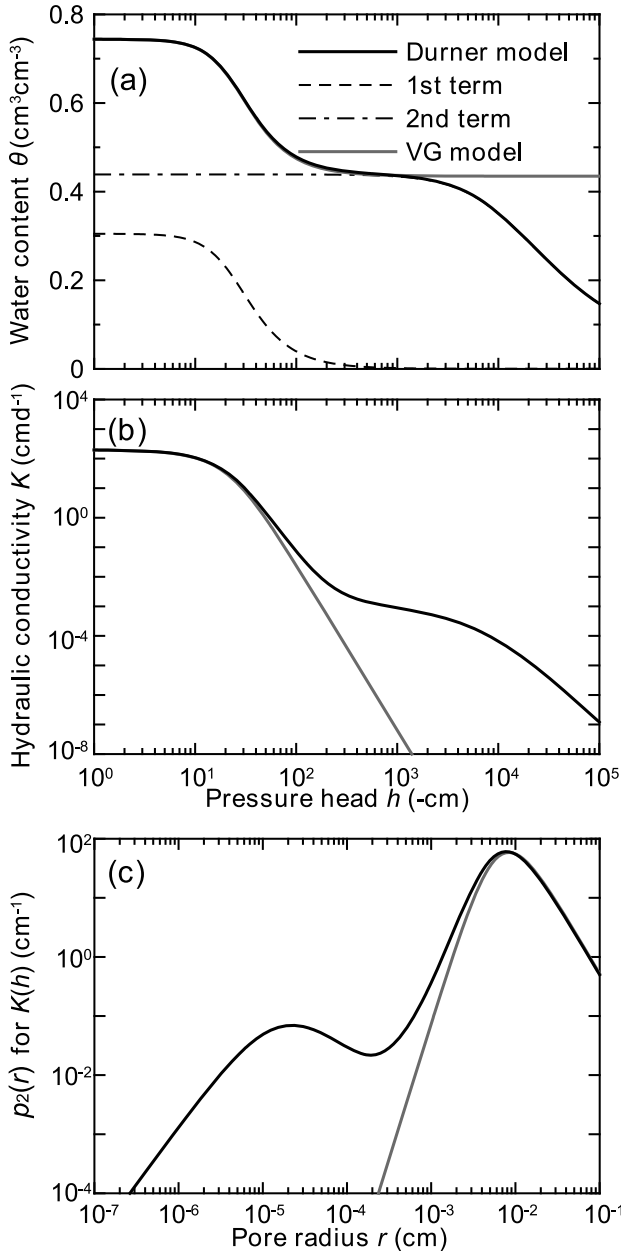 0.8
0.6
0.4
0.2
0
Water content θ (cm³cm⁻³)
(a)
Durner model
1st term
2nd term
VG model
10⁴
10⁰
10⁻⁴
10⁻⁸
Hydraulic conductivity K (cmd⁻¹)
(b)
10⁰ 10¹ 10² 10³ 10⁴ 10⁵
Pressure head h (-cm)
10²
10⁰
10⁻²
10⁻⁴
p₂(r) for K(h) (cm⁻¹)
(c)
10⁻⁷ 10⁻⁶ 10⁻⁵ 10⁻⁴ 10⁻³ 10⁻² 10⁻¹
Pore radius r (cm)